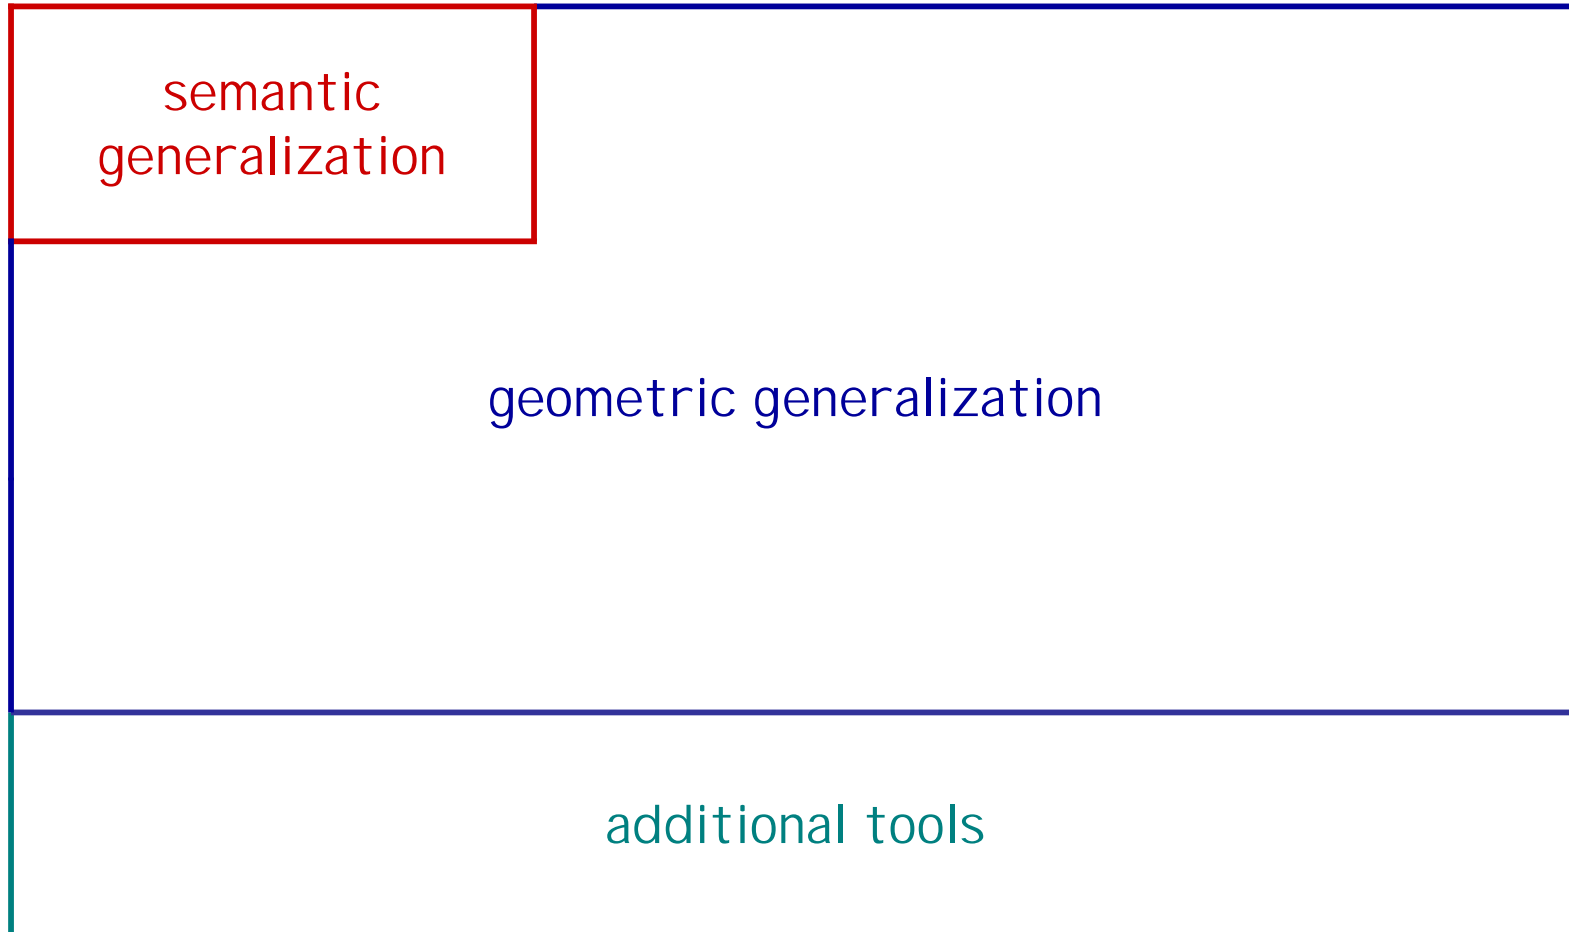 semantic
generalization
geometric generalization
additional tools